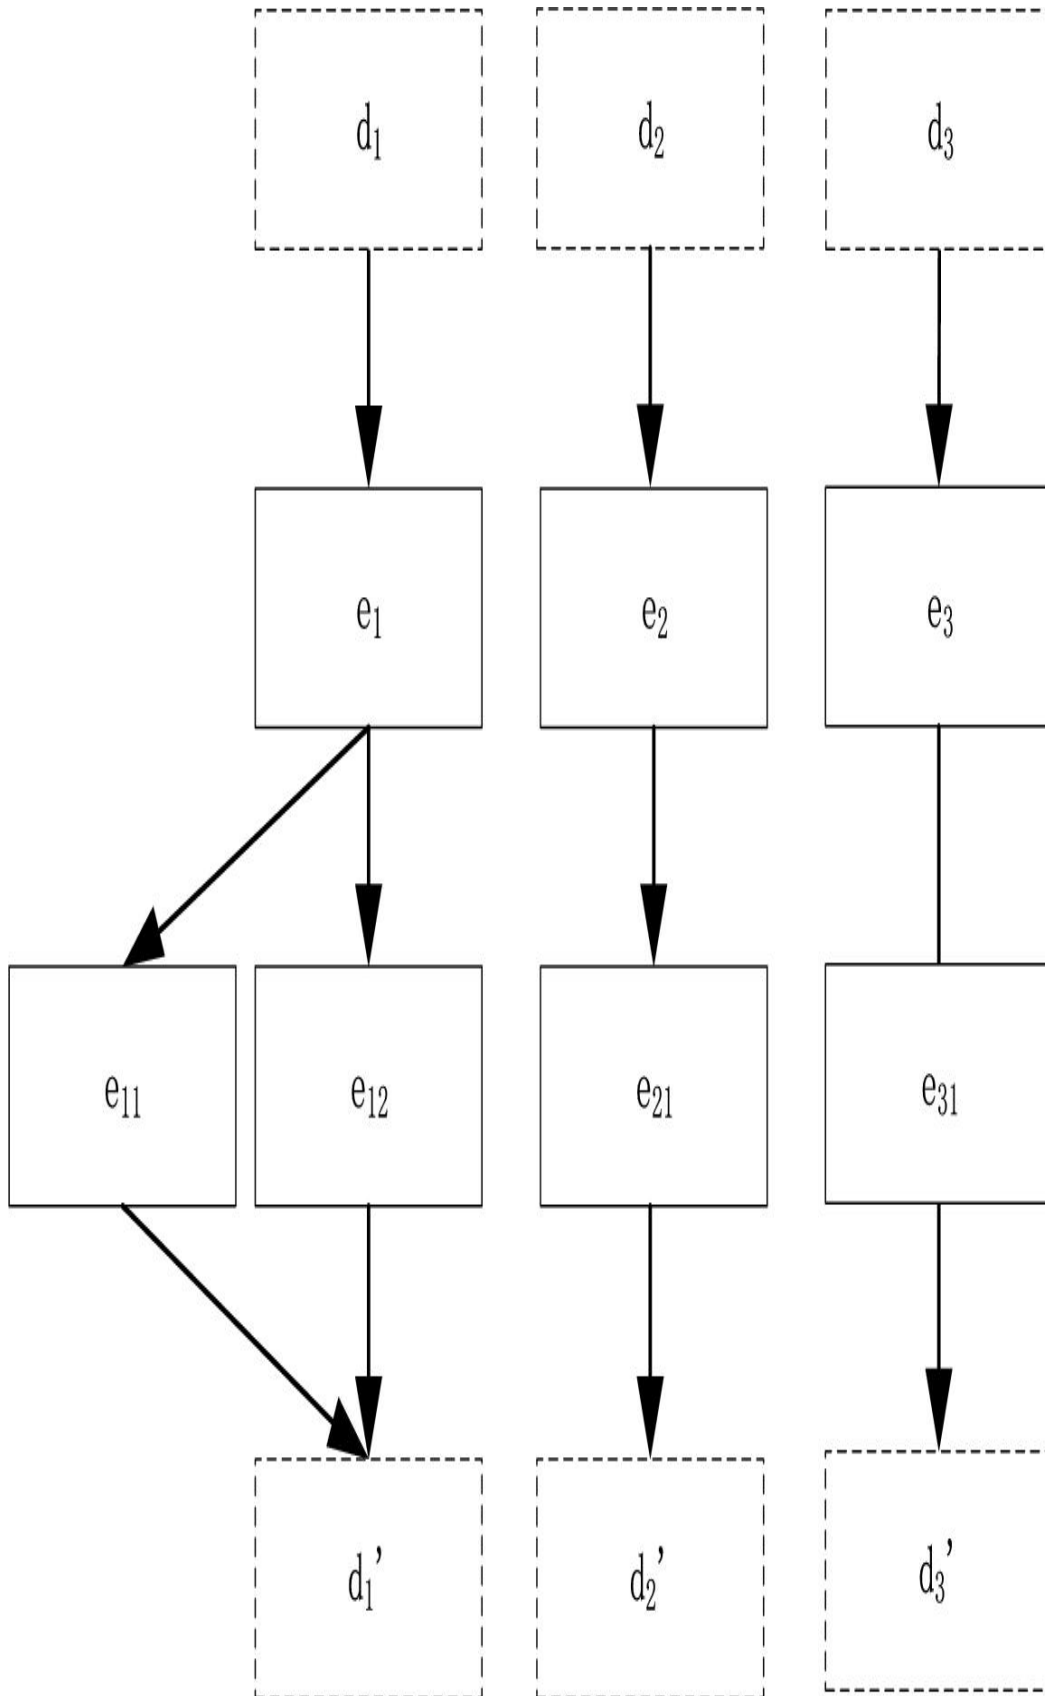 d₁ d₂ d₃
e₁ e₂ e₃
e₁₁ e₁₂ e₂₁ e₃₁
d₁’ d₂’ d₃’